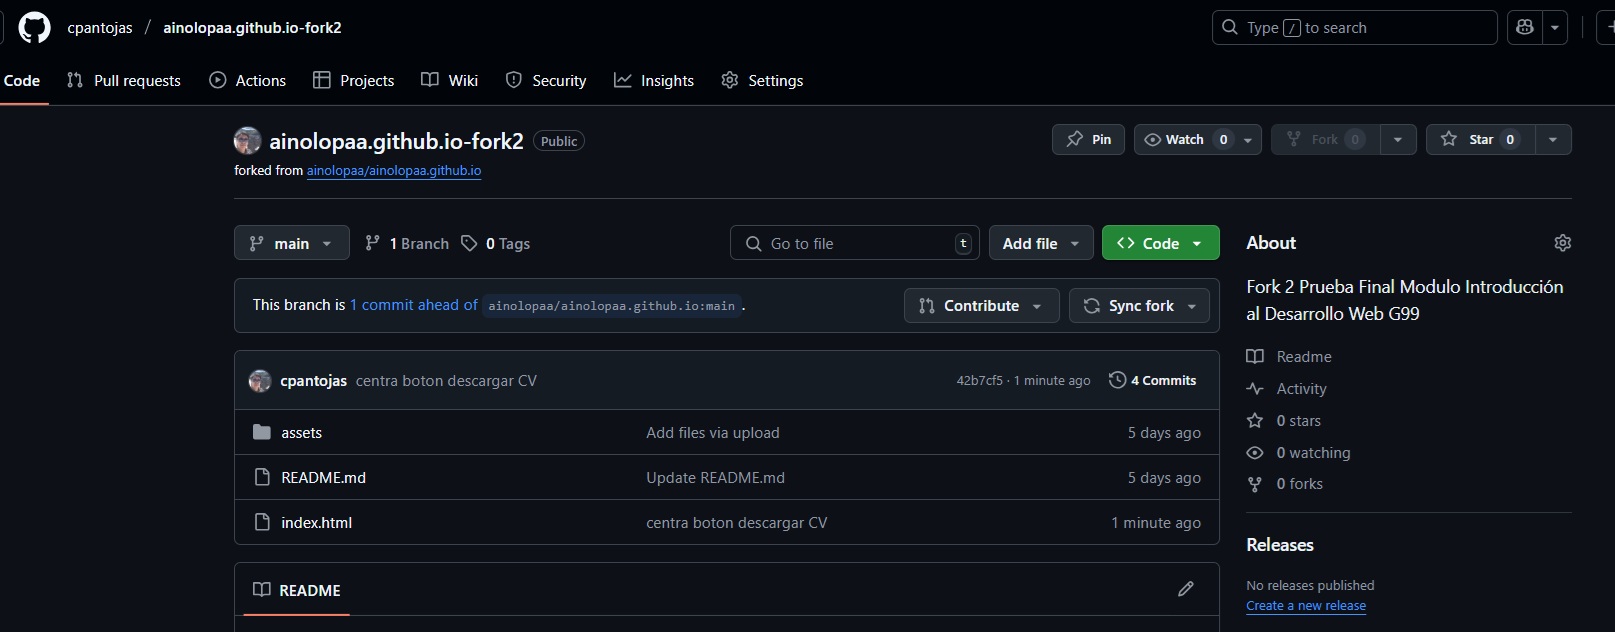 cpantojas / ainolopaa.github.io-fork2
Type / to search
Code Pull requests Actions Projects Wiki Security Insights Settings
ainolopaa.github.io-fork2 Public
Pin Watch 0 Fork 0 Star 0
forked from ainolopaa/ainolopaa.github.io
main 1 Branch 0 Tags Go to file t Add file <> Code
This branch is 1 commit ahead of ainolopaa/ainolopaa.github.io:main .
Contribute Sync fork
cpantojas centra boton descargar CV 42b7cf5 · 1 minute ago 4 Commits
assets Add files via upload 5 days ago
README.md Update README.md 5 days ago
index.html centra boton descargar CV 1 minute ago
README
About
Fork 2 Prueba Final Modulo Introducción
al Desarrollo Web G99
Readme
Activity
0 stars
0 watching
0 forks
Releases
No releases published
Create a new release